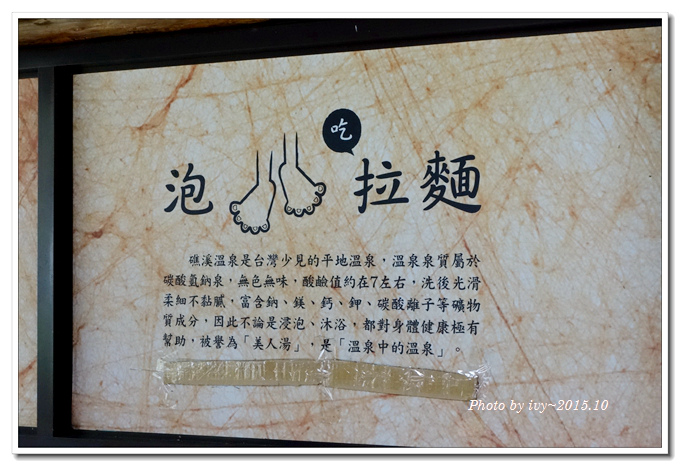 吃
泡 拉麵
礁溪溫泉是台灣少見的平地溫泉，溫泉泉質屬於
碳酸氫鈉泉，無色無味，酸鹼值約在7左右，洗後光滑
柔細不黏膩，富含鈉、鎂、鈣、鉀、碳酸離子等礦物
質成分，因此不論是浸泡、沐浴，都對身體健康極有
幫助，被譽為「美人湯」，是「溫泉中的溫泉」。
Photo by ivy~2015.10